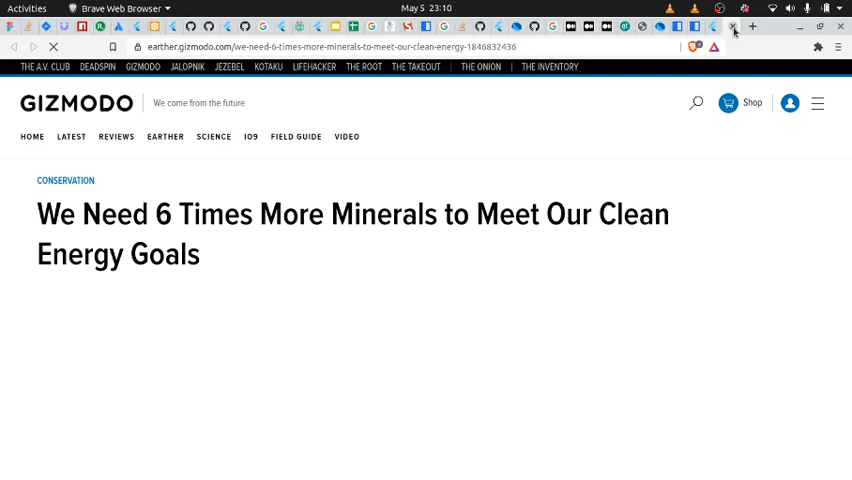 Activities Brave Web Browser May 5 23:10
earther.gizmodo.com/we-need-6-times-more-minerals-to-meet-our-clean-energy-1846832436
THE A.V. CLUB DEADSPIN GIZMODO JALOPNIK JEZEBEL KOTAKU LIFEHACKER THE ROOT THE TAKEOUT THE ONION THE INVENTORY
GIZMODO We come from the future Shop
HOME LATEST REVIEWS EARTHER SCIENCE IO9 FIELD GUIDE VIDEO
CONSERVATION
We Need 6 Times More Minerals to Meet Our Clean
Energy Goals